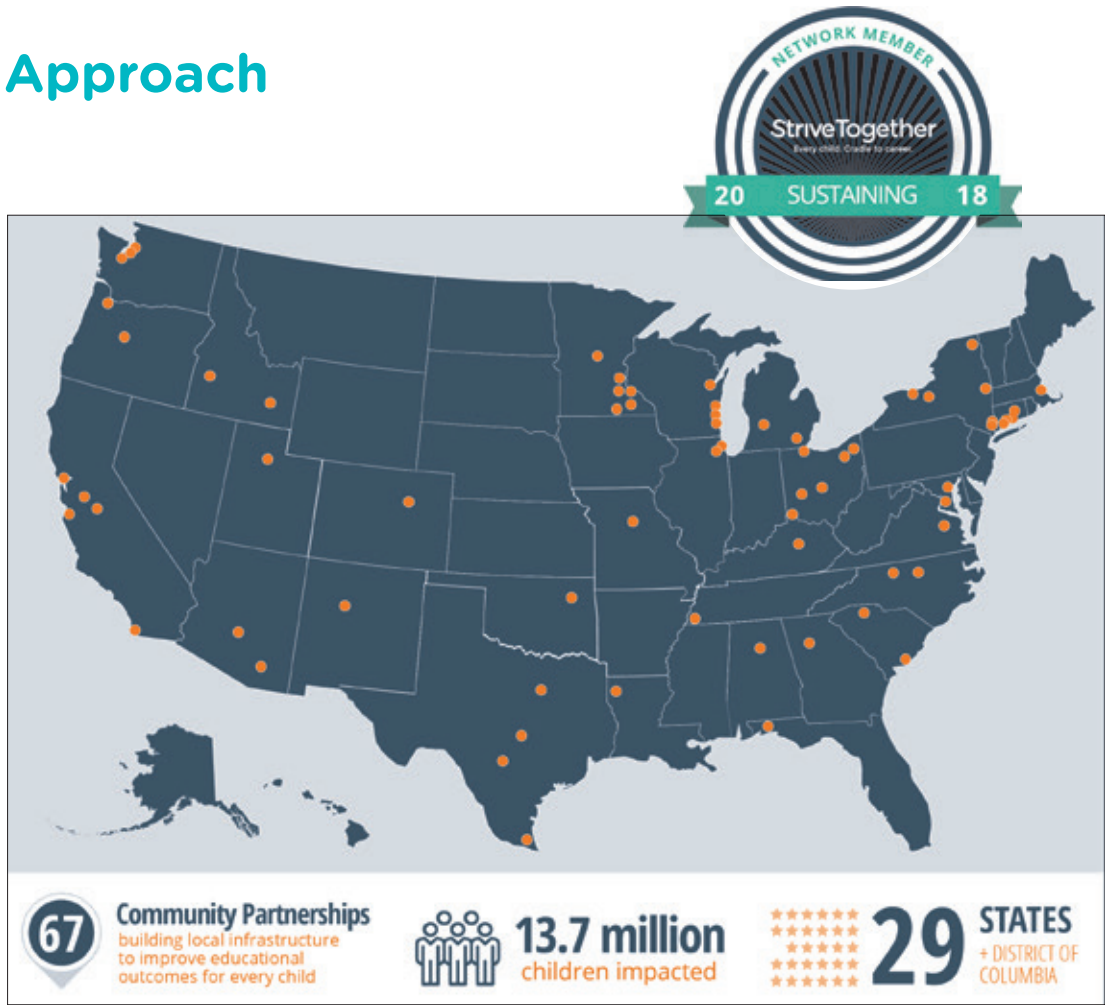 Approach
NETWORK MEMBER
StriveTogether
Every child. Cradle to career.
20 SUSTAINING 18
67
Community Partnerships
building local infrastructure
to improve educational
outcomes for every child
13.7 million
children impacted
29
STATES
+ DISTRICT OF
COLUMBIA